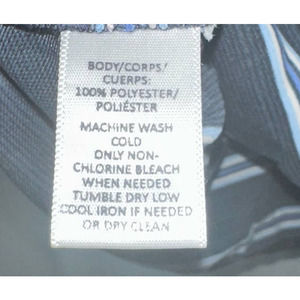 BODY/CORPS/
CUERPS:
100% POLYESTER/
POLIÉSTER
MACHINE WASH
COLD
ONLY NON-
CHLORINE BLEACH
WHEN NEEDED
TUMBLE DRY LOW
COOL IRON IF NEEDED
OR DRY CLEAN